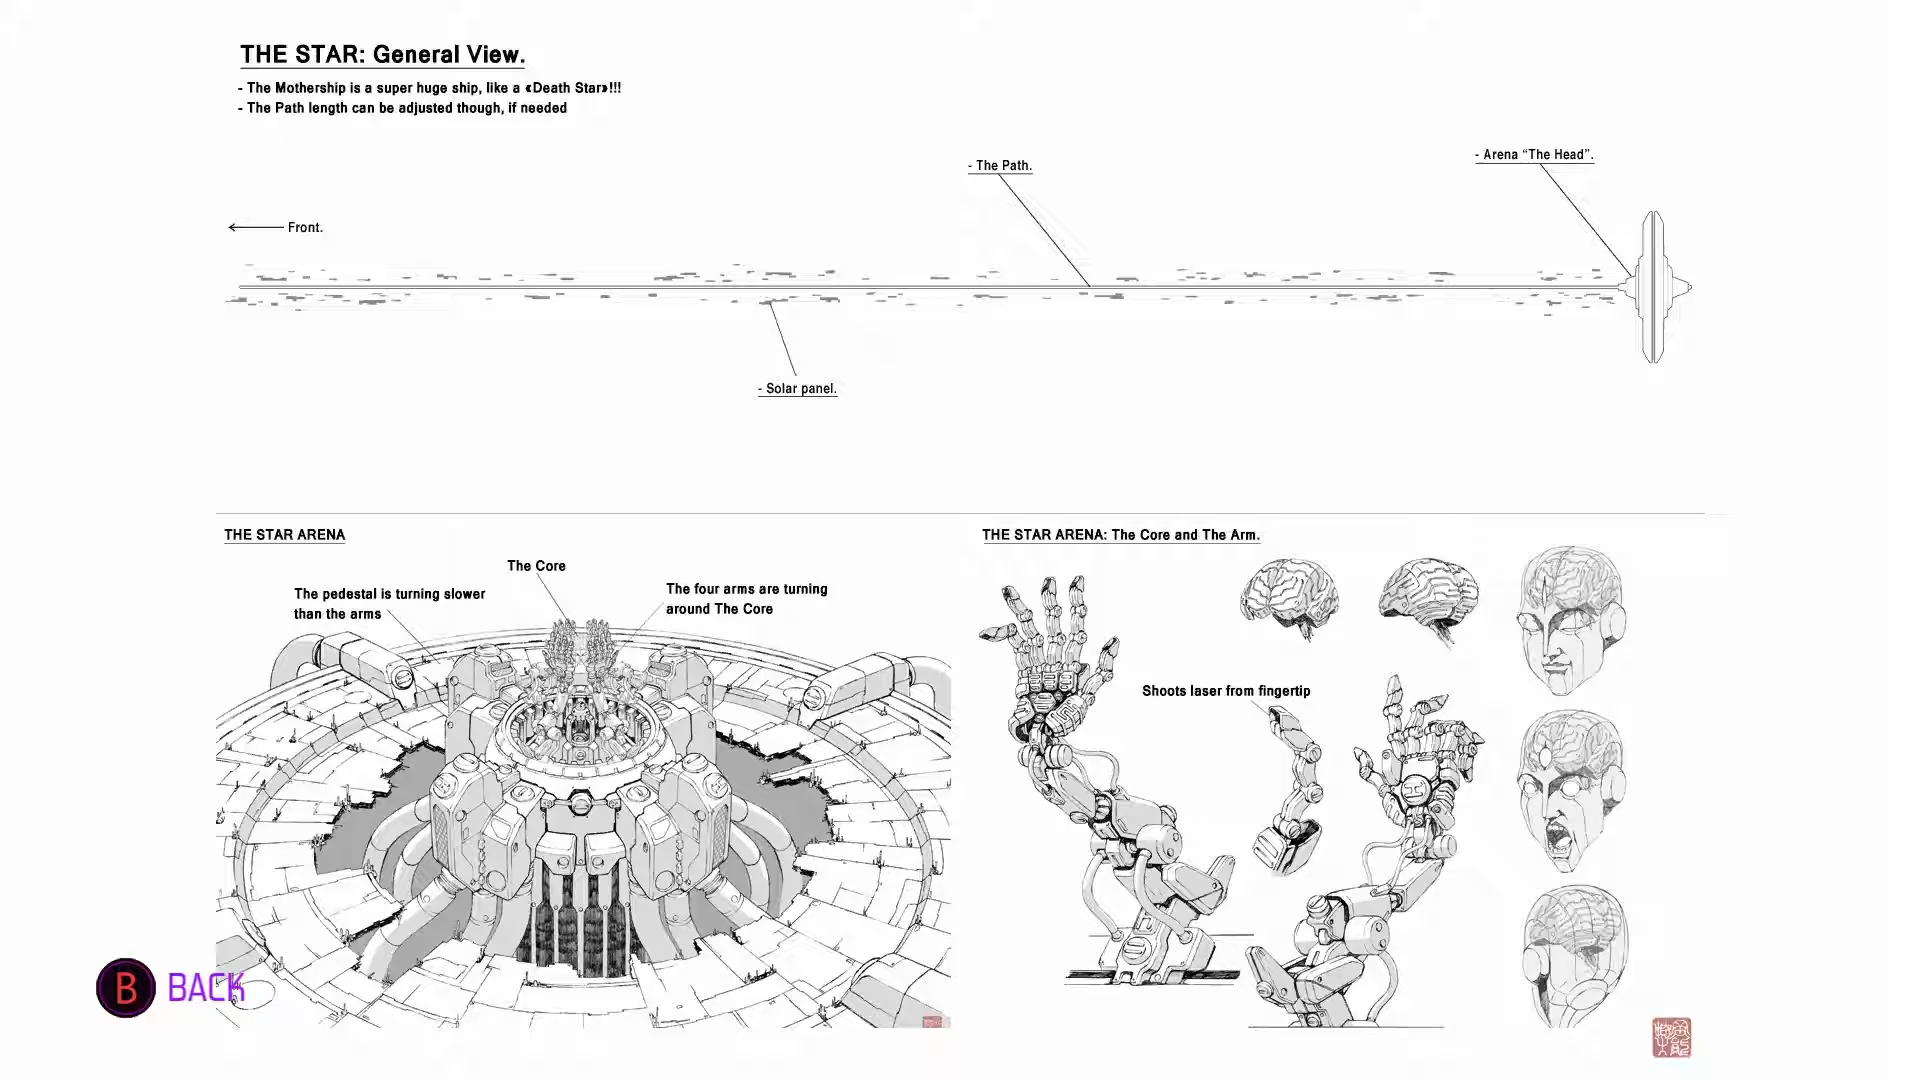 THE STAR: General View.
- The Mothership is a super huge ship, like a «Death Star»!!!
- The Path length can be adjusted though, if needed
- The Path.
- Arena “The Head”.
Front.
- Solar panel.
THE STAR ARENA
The Core
The pedestal is turning slower
than the arms
The four arms are turning
around The Core
THE STAR ARENA: The Core and The Arm.
Shoots laser from fingertip
B BACK